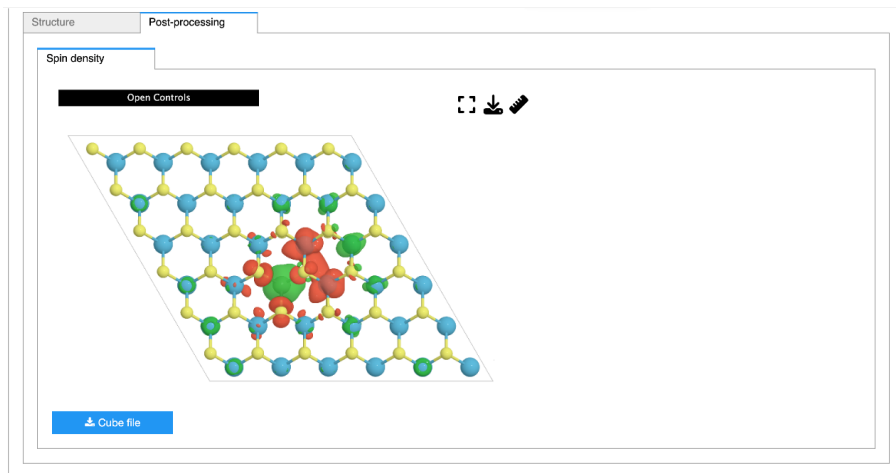 Structure
Post-processing
Spin density
Open Controls
Cube file